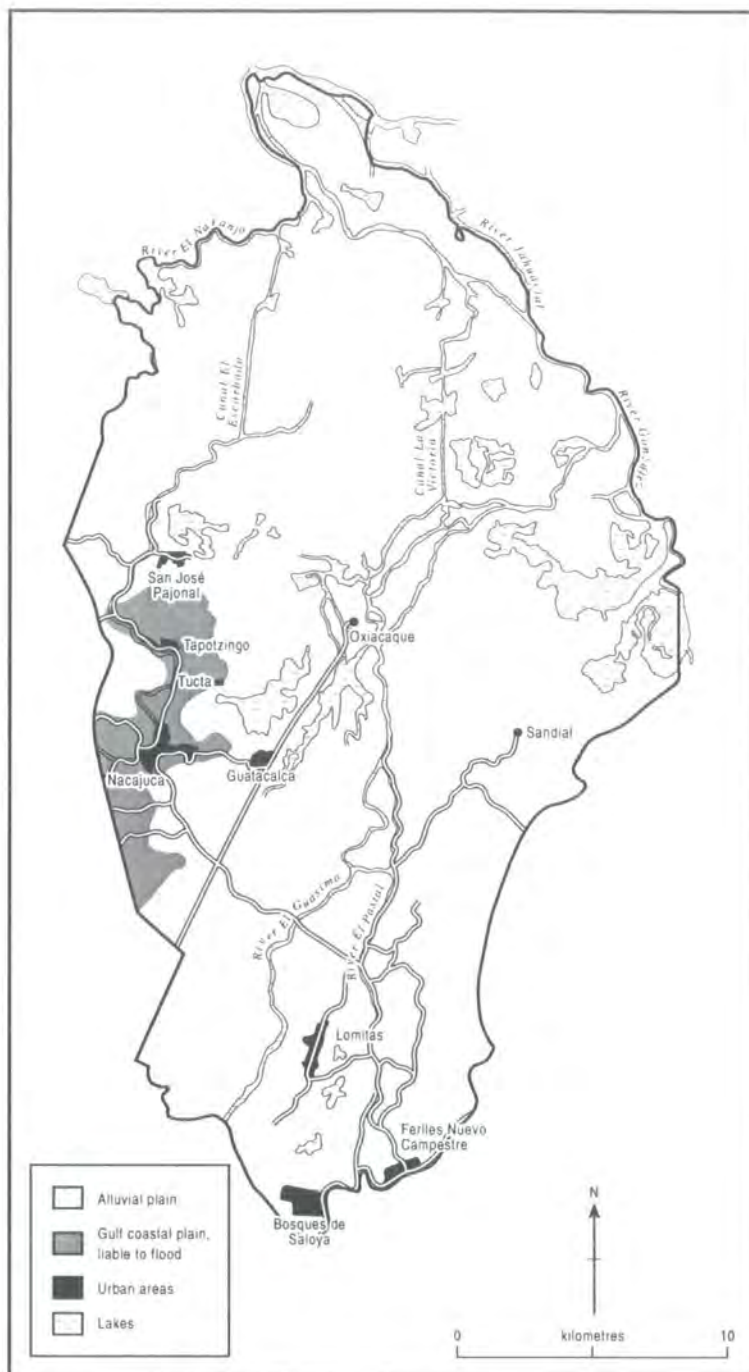 River El Naranjo
River Jahuactal
Canal El
Escarbado
Canal La
Victoria
River González
San José
Pajonal
Tapotzingo
Oxiacaque
Tucta
Sandial
Nacajuca
Guatacalca
River El Guasimo
River El Pastal
Lomitas
Ferlles Nuevo
Campestre
Bosques de
Saloya
Alluvial plain
Gulf coastal plain,
liable to flood
Urban areas
Lakes
N
0 kilometres 10